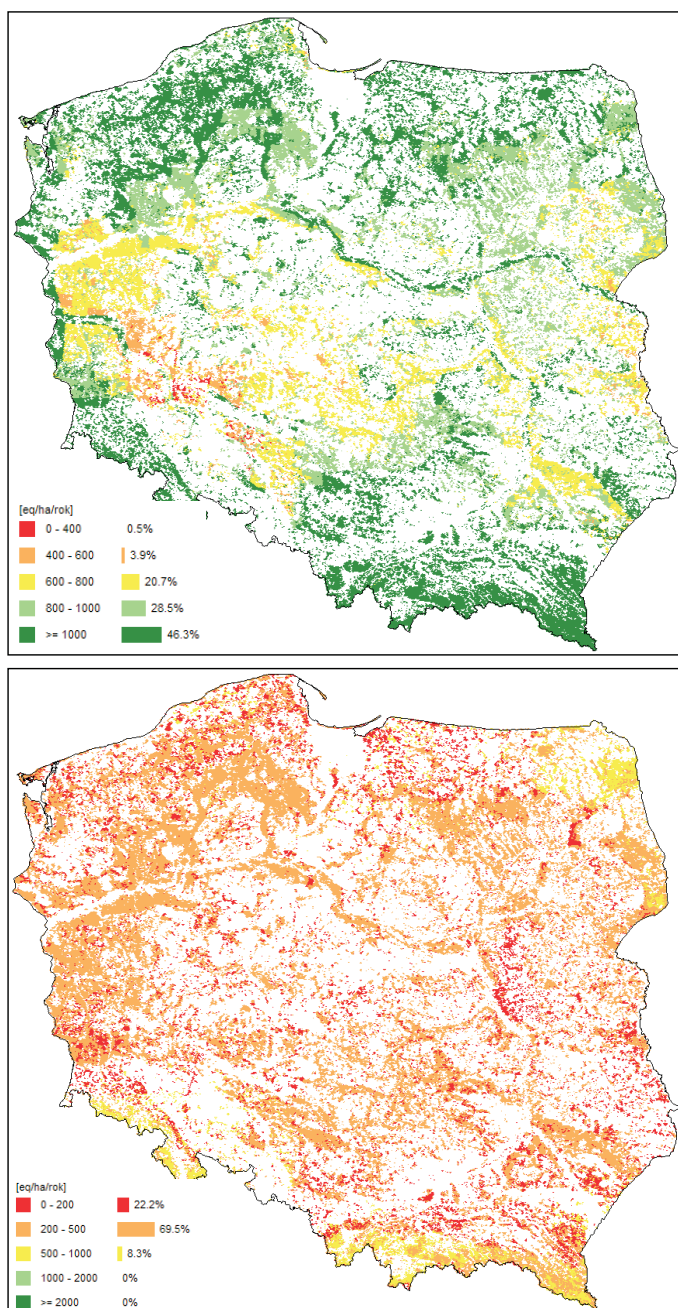 [eq/ha/rok]
0 - 400 0.5%
400 - 600 3.9%
600 - 800 20.7%
800 - 1000 28.5%
>= 1000 46.3%
[eq/ha/rok]
0 - 200 22.2%
200 - 500 69.5%
500 - 1000 8.3%
1000 - 2000 0%
>= 2000 0%